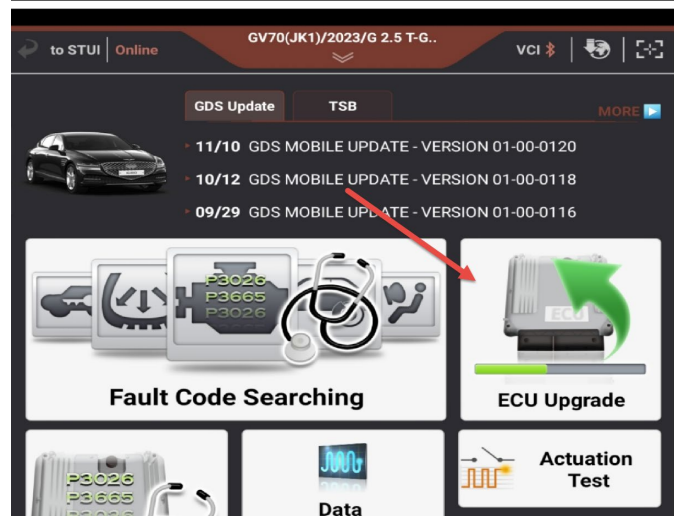 to STUI Online
GV70(JK1)/2023/G 2.5 T-G..
VCI
GDS Update
TSB
MORE
11/10 GDS MOBILE UPDATE - VERSION 01-00-0120
10/12 GDS MOBILE UPDATE - VERSION 01-00-0118
09/29 GDS MOBILE UPDATE - VERSION 01-00-0116
P3026
P3665
P3026
ECU
Fault Code Searching
ECU Upgrade
P3026
P3665
Data
Actuation
Test